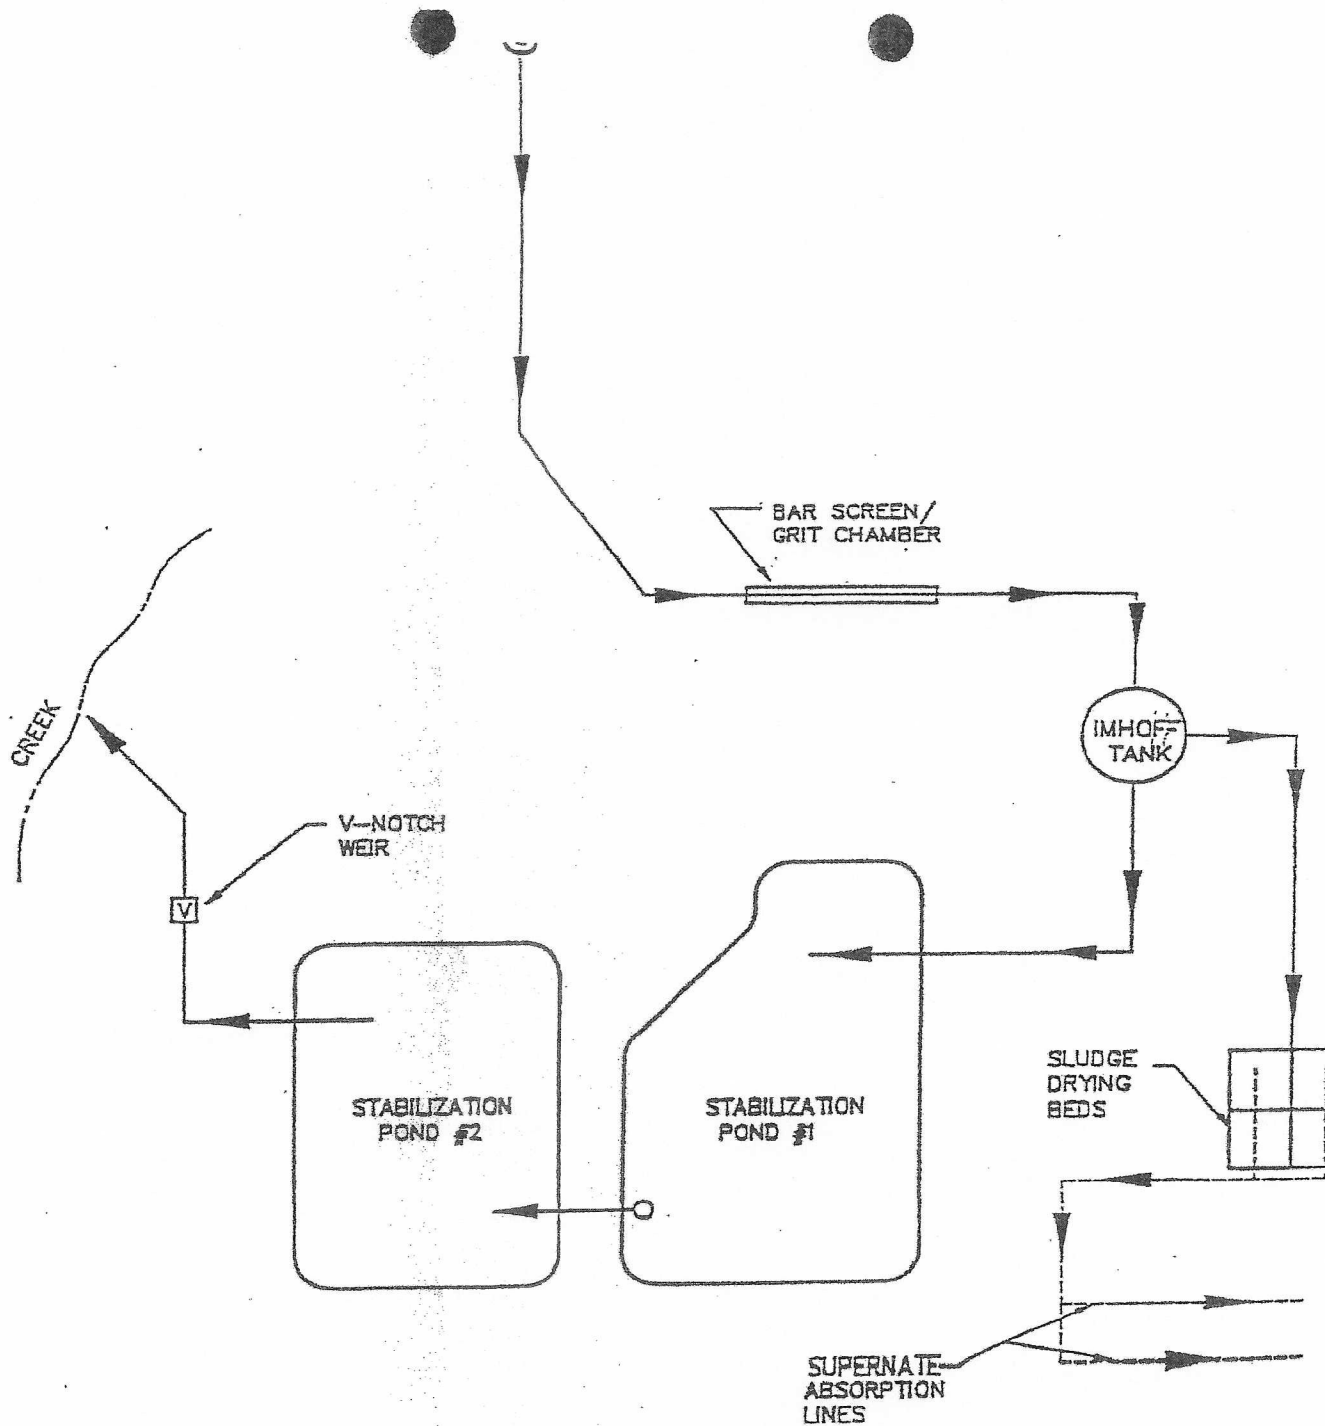 BAR SCREEN/
GRIT CHAMBER
IMHOFF
TANK
CREEK
V-NOTCH
WEIR
V
STABILIZATION
POND #2
STABILIZATION
POND #1
SLUDGE
DRYING
BEDS
SUPERNATE
ABSORPTION
LINES